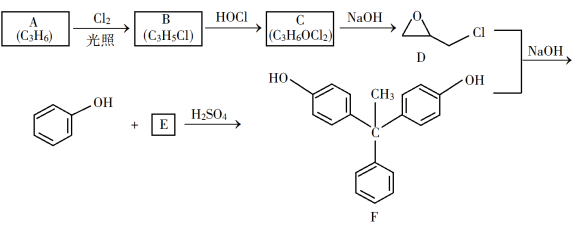 A
(C3H6)
Cl2
光照
B
(C3H5Cl)
HOCl
C
(C3H6OCl2)
NaOH
O
Cl
D
NaOH
OH
+
E
H2SO4
HO
OH
CH3
C
F